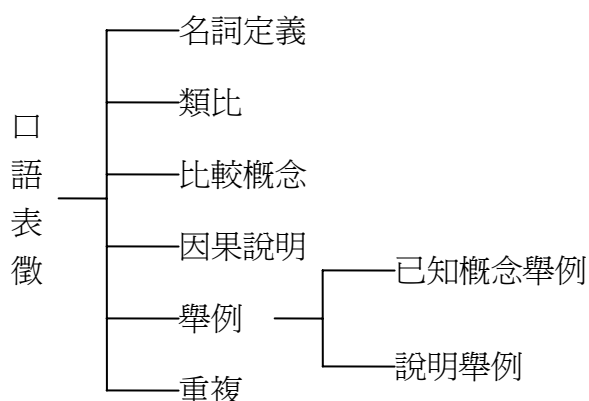 口語表徵
名詞定義
類比
比較概念
因果說明
舉例
已知概念舉例
說明舉例
重複